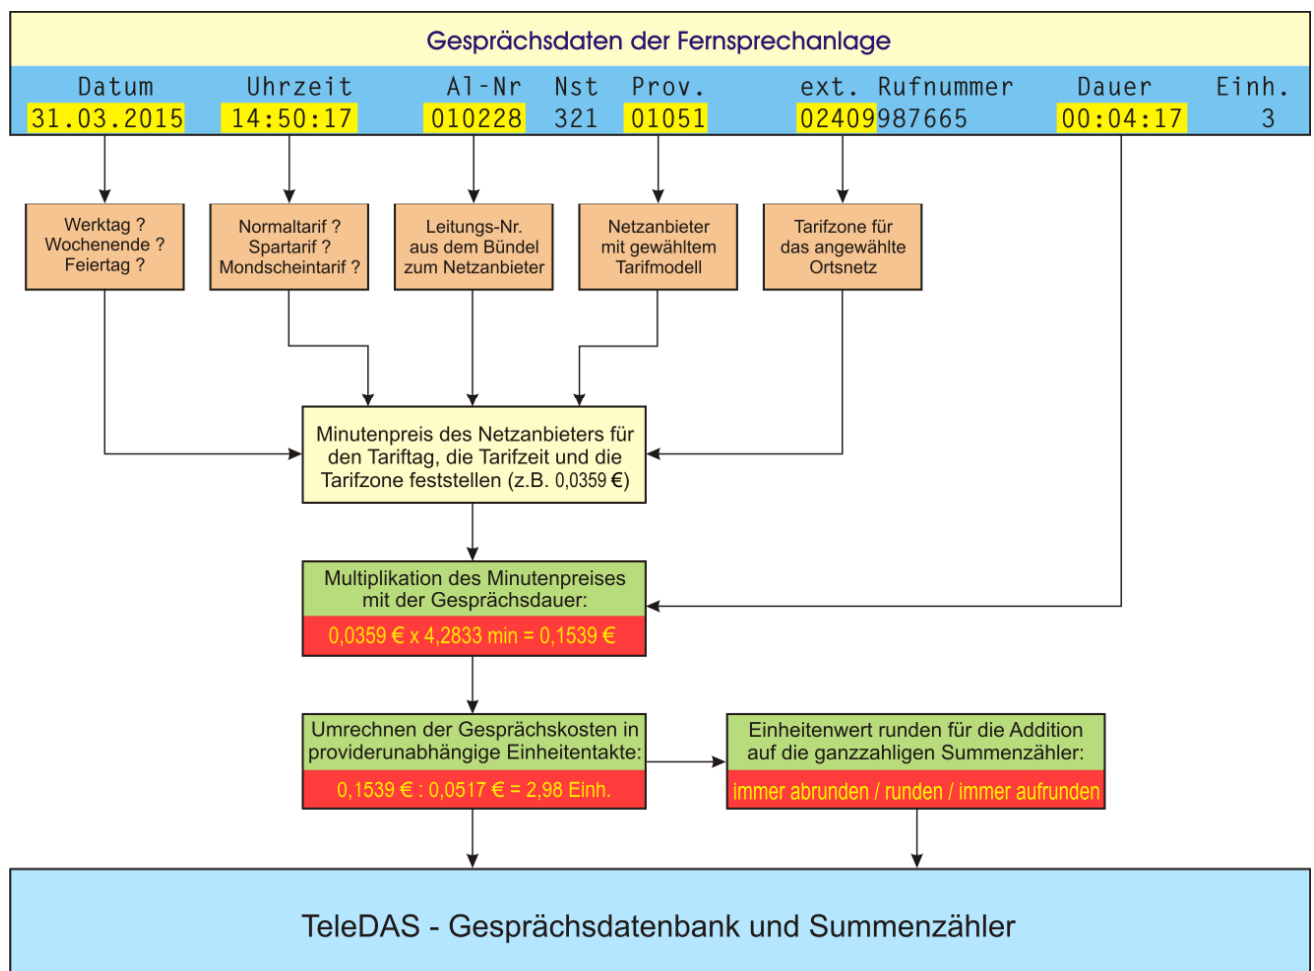 Gesprächsdaten der Fernsprechanlage
Datum Uhrzeit Al-Nr Nst Prov. ext. Rufnummer Dauer Einh.
31.03.2015 14:50:17 010228 321 01051 02409987665 00:04:17 3
Werktag ?
Wochenende ?
Feiertag ?
Normaltarif ?
Spartarif ?
Mondscheintarif ?
Leitungs-Nr.
aus dem Bündel
zum Netzanbieter
Netzanbieter
mit gewähltem
Tarifmodell
Tarifzone für
das angewählte
Ortsnetz
Minutenpreis des Netzanbieters für
den Tariftag, die Tarifzeit und die
Tarifzone feststellen (z.B. 0,0359 €)
Multiplikation des Minutenpreises
mit der Gesprächsdauer:
0,0359 € x 4,2833 min = 0,1539 €
Umrechnen der Gesprächskosten in
providerunabhängige Einheitentakte:
0,1539 € : 0,0517 € = 2,98 Einh.
Einheitenwert runden für die Addition
auf die ganzzahligen Summenzähler:
immer abrunden / runden / immer aufrunden
TeleDAS - Gesprächsdatenbank und Summenzähler